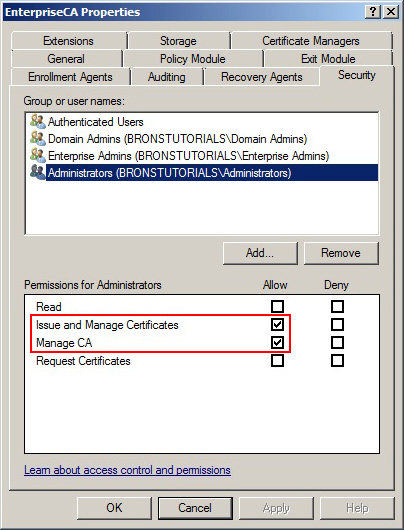 EnterpriseCA Properties
Extensions Storage Certificate Managers
General Policy Module Exit Module
Enrollment Agents Auditing Recovery Agents Security
Group or user names:
Authenticated Users
Domain Admins (BRONSTUTORIALS\Domain Admins)
Enterprise Admins (BRONSTUTORIALS\Enterprise Admins)
Administrators (BRONSTUTORIALS\Administrators)
Add... Remove
Permissions for Administrators Allow Deny
Read
Issue and Manage Certificates
Manage CA
Request Certificates
Learn about access control and permissions
OK Cancel Apply Help